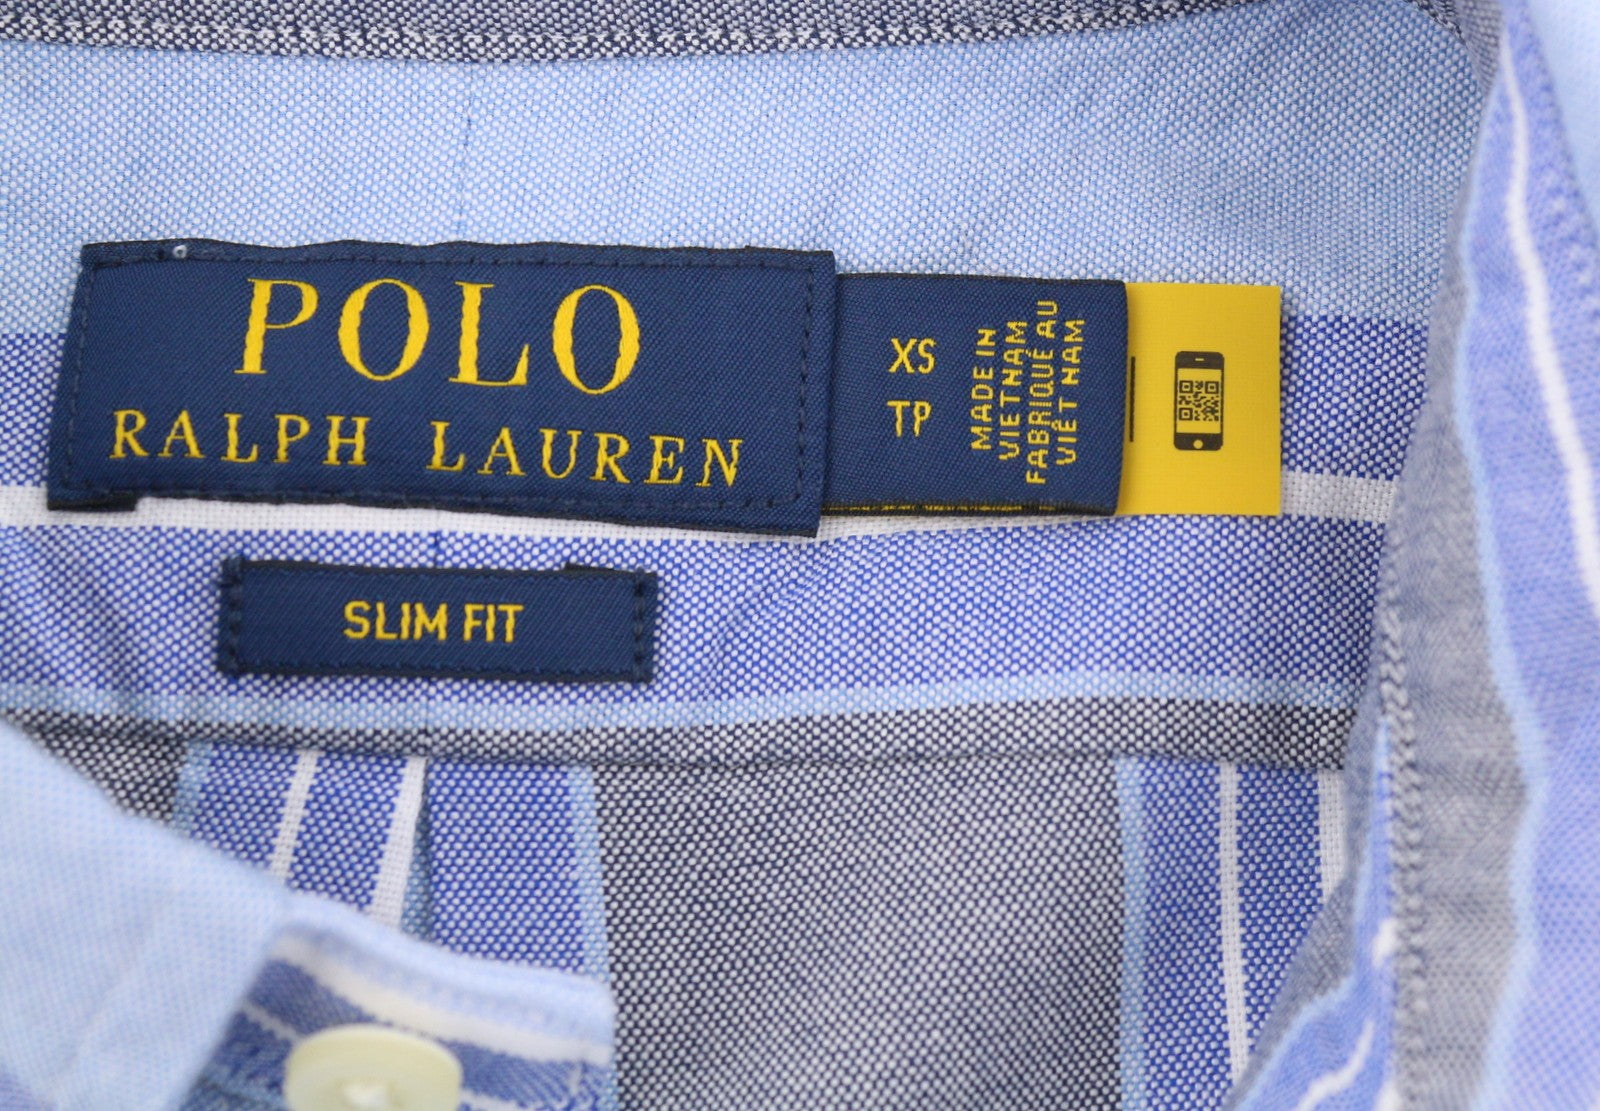 POLO
RALPH LAUREN
XS
TP
MADE IN
VIETNAM
FABRIQUÉ AU
VIÊT NAM
SLIM FIT